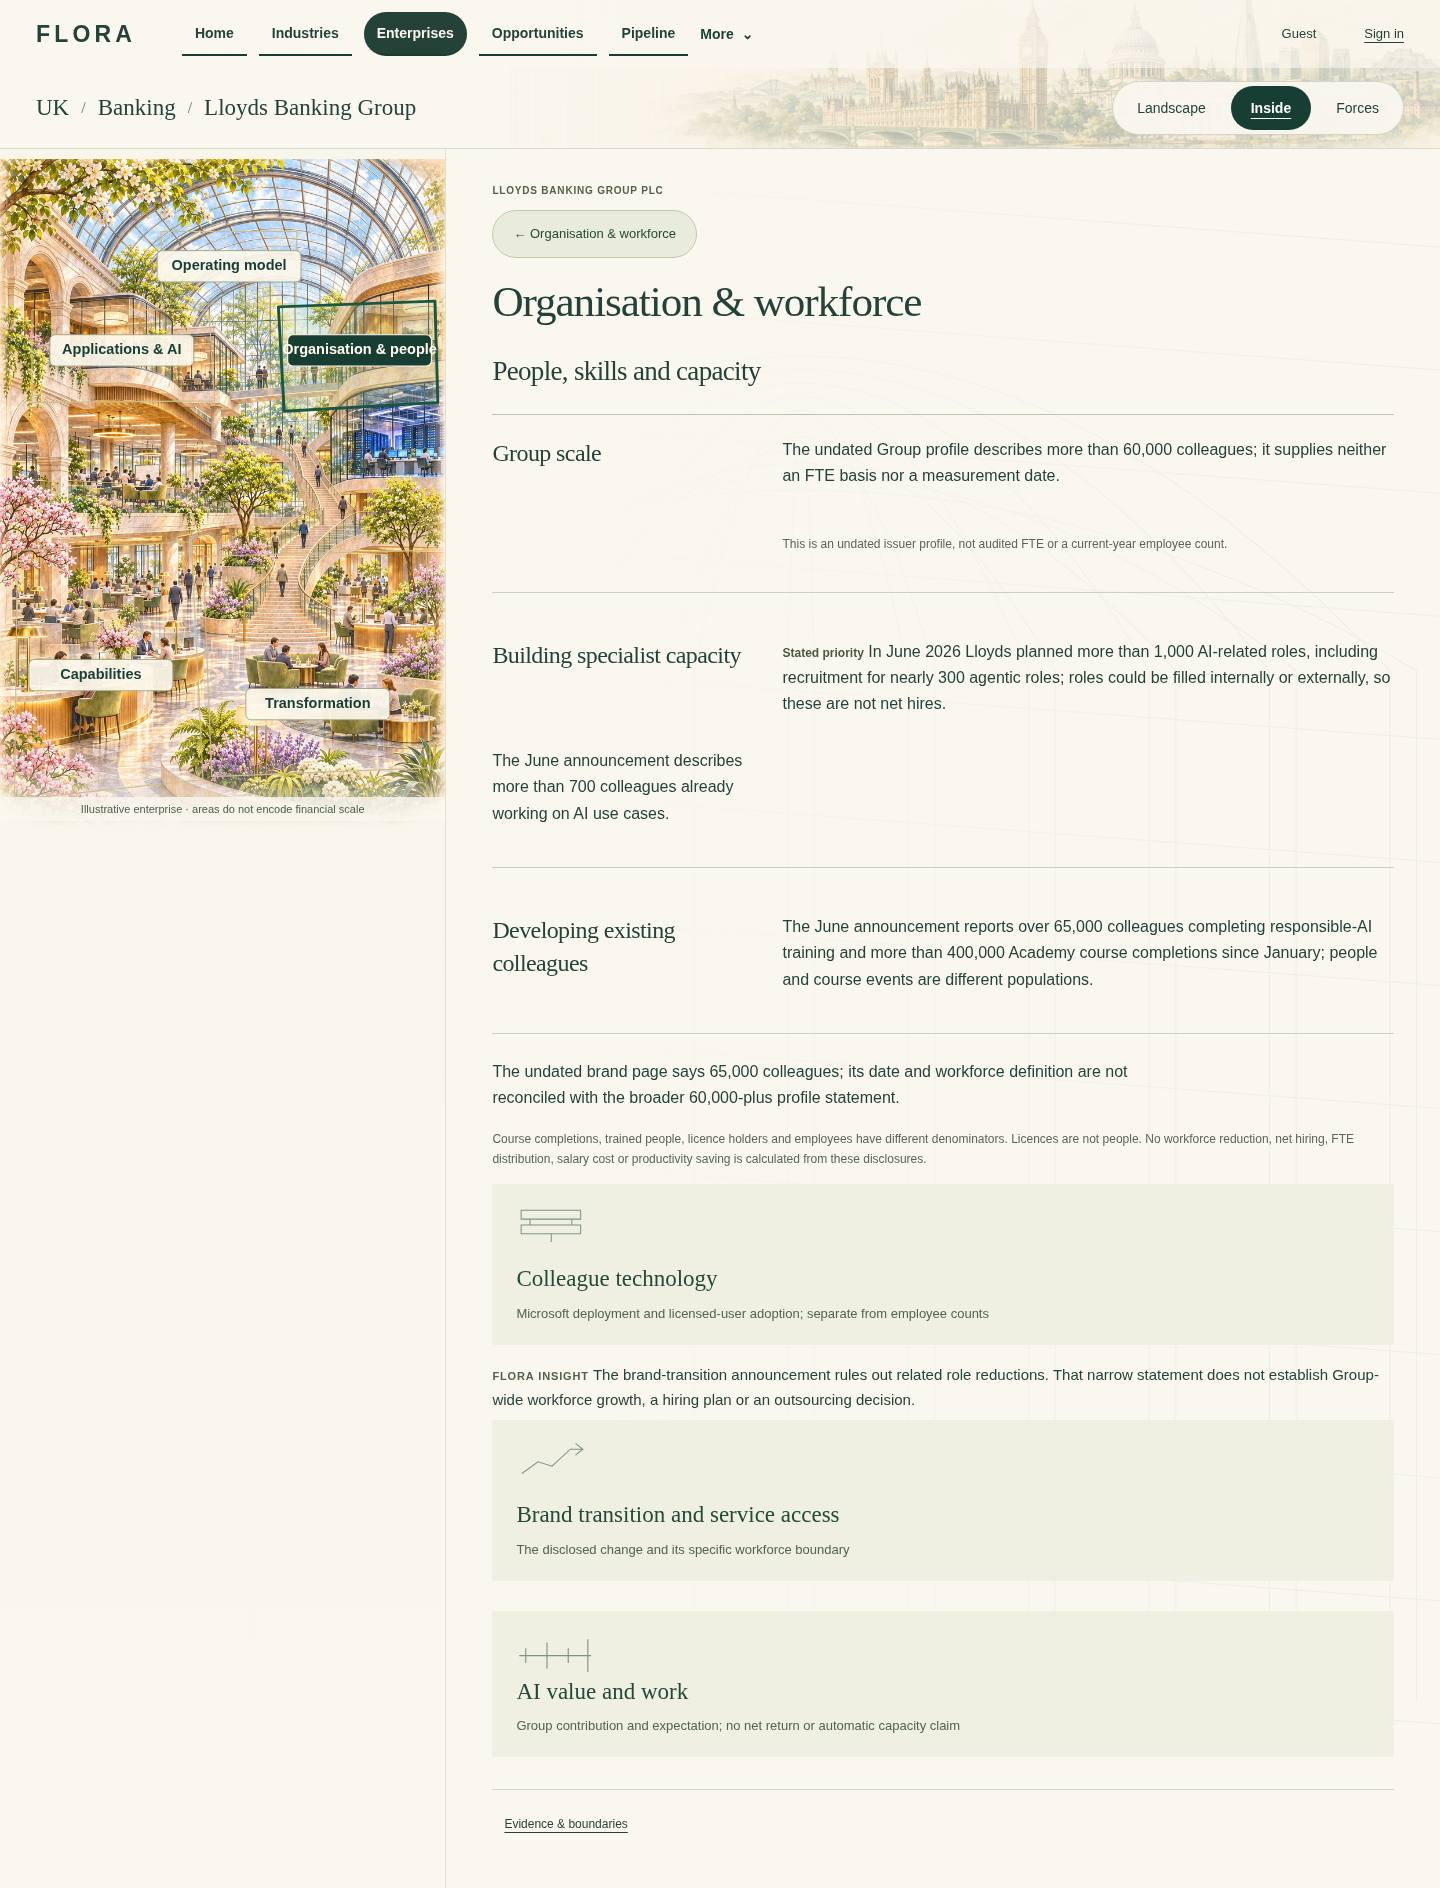 FLORA
Home
Industries
Enterprises
Opportunities
Pipeline
More
Guest
Sign in
UK / Banking / Lloyds Banking Group
Landscape
Inside
Forces
Operating model
Applications & AI
Organisation & people
Capabilities
Transformation
Illustrative enterprise · areas do not encode financial scale
LLOYDS BANKING GROUP PLC
← Organisation & workforce
Organisation & workforce
People, skills and capacity
Group scale
The undated Group profile describes more than 60,000 colleagues; it supplies neither
an FTE basis nor a measurement date.
This is an undated issuer profile, not audited FTE or a current-year employee count.
Building specialist capacity
Stated priority In June 2026 Lloyds planned more than 1,000 AI-related roles, including
recruitment for nearly 300 agentic roles; roles could be filled internally or externally, so
these are not net hires.
The June announcement describes
more than 700 colleagues already
working on AI use cases.
Developing existing
colleagues
The June announcement reports over 65,000 colleagues completing responsible-AI
training and more than 400,000 Academy course completions since January; people
and course events are different populations.
The undated brand page says 65,000 colleagues; its date and workforce definition are not
reconciled with the broader 60,000-plus profile statement.
Course completions, trained people, licence holders and employees have different denominators. Licences are not people. No workforce reduction, net hiring, FTE
distribution, salary cost or productivity saving is calculated from these disclosures.
Colleague technology
Microsoft deployment and licensed-user adoption; separate from employee counts
FLORA INSIGHT The brand-transition announcement rules out related role reductions. That narrow statement does not establish Group-
wide workforce growth, a hiring plan or an outsourcing decision.
Brand transition and service access
The disclosed change and its specific workforce boundary
AI value and work
Group contribution and expectation; no net return or automatic capacity claim
Evidence & boundaries